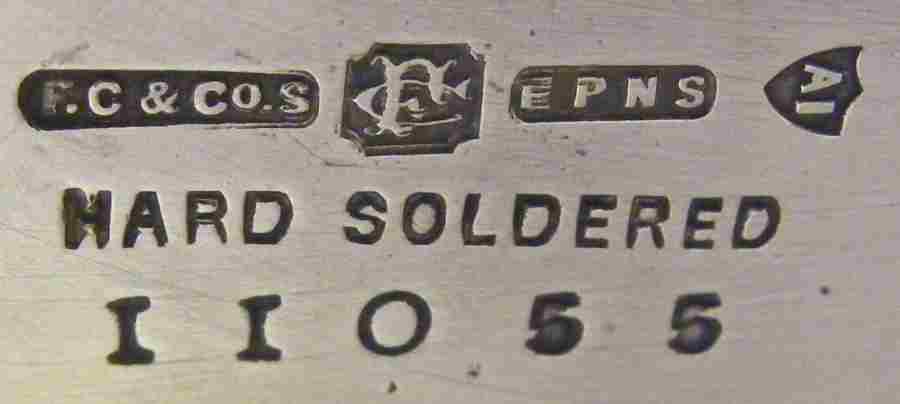 F.C & CO.S EPNS A1
HARD SOLDERED
11055